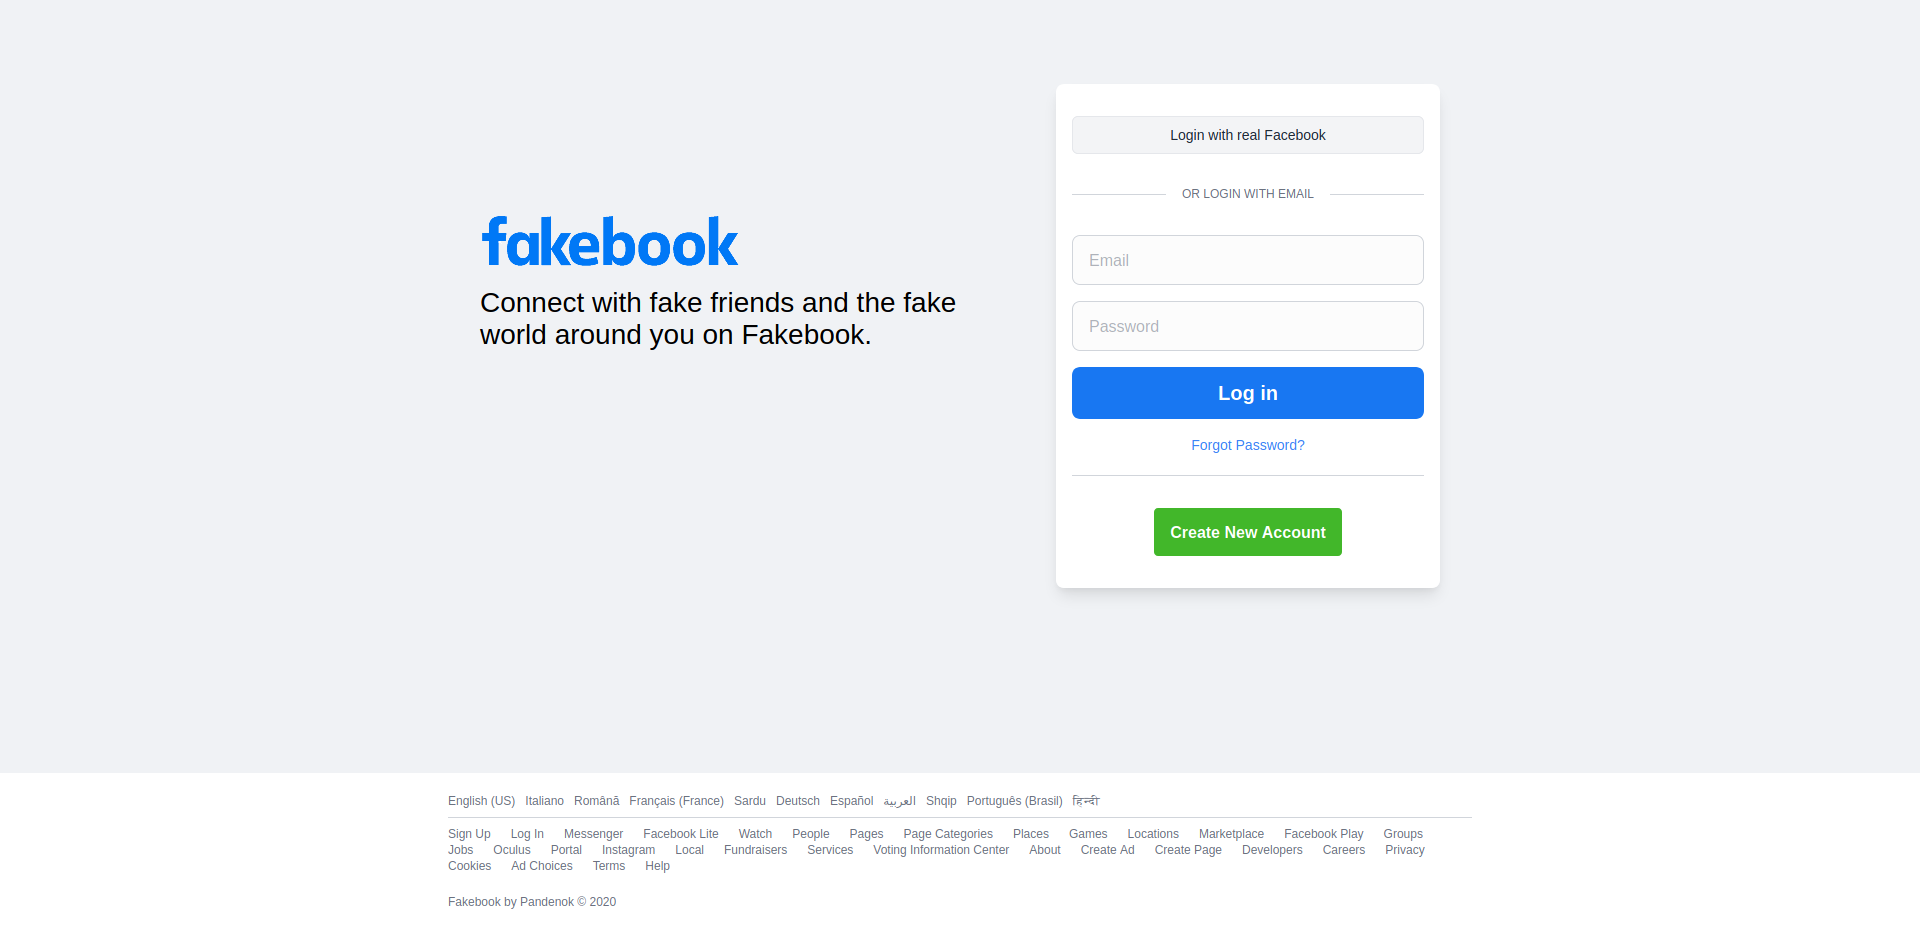 fakebook
Connect with fake friends and the fake
world around you on Fakebook.
Login with real Facebook
OR LOGIN WITH EMAIL
Email
Password
Log in
Forgot Password?
Create New Account
English (US) Italiano Română Français (France) Sardu Deutsch Español العربية Shqip Português (Brasil) हिन्दी
Sign Up Log In Messenger Facebook Lite Watch People Pages Page Categories Places Games Locations Marketplace Facebook Play Groups
Jobs Oculus Portal Instagram Local Fundraisers Services Voting Information Center About Create Ad Create Page Developers Careers Privacy
Cookies Ad Choices Terms Help
Fakebook by Pandenok © 2020